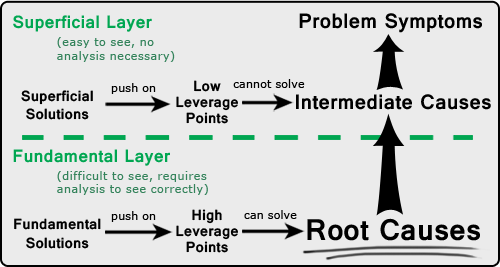 Superficial Layer
(easy to see, no
analysis necessary)
Problem Symptoms
Superficial
Solutions
push on
Low
Leverage
Points
cannot solve
Intermediate Causes
Fundamental Layer
(difficult to see, requires
analysis to see correctly)
Fundamental
Solutions
push on
High
Leverage
Points
can solve
Root Causes